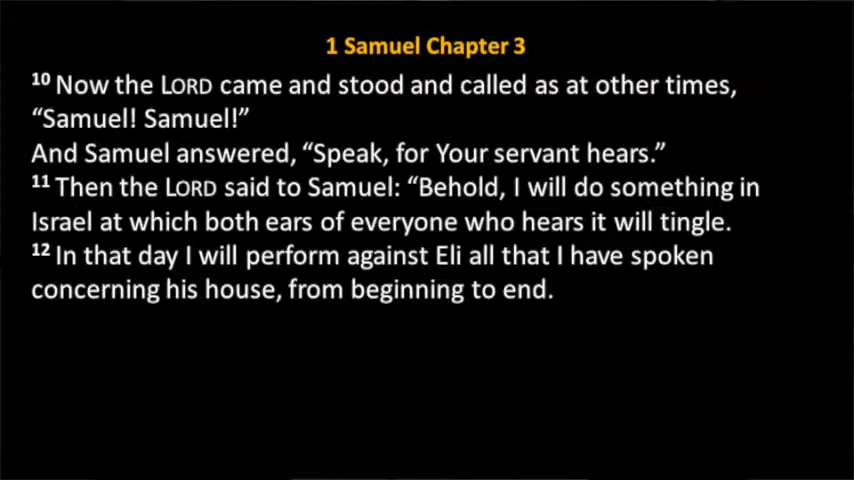 1 Samuel Chapter 3
10 Now the LORD came and stood and called as at other times,
“Samuel! Samuel!”
And Samuel answered, “Speak, for Your servant hears.”
11 Then the LORD said to Samuel: “Behold, I will do something in
Israel at which both ears of everyone who hears it will tingle.
12 In that day I will perform against Eli all that I have spoken
concerning his house, from beginning to end.